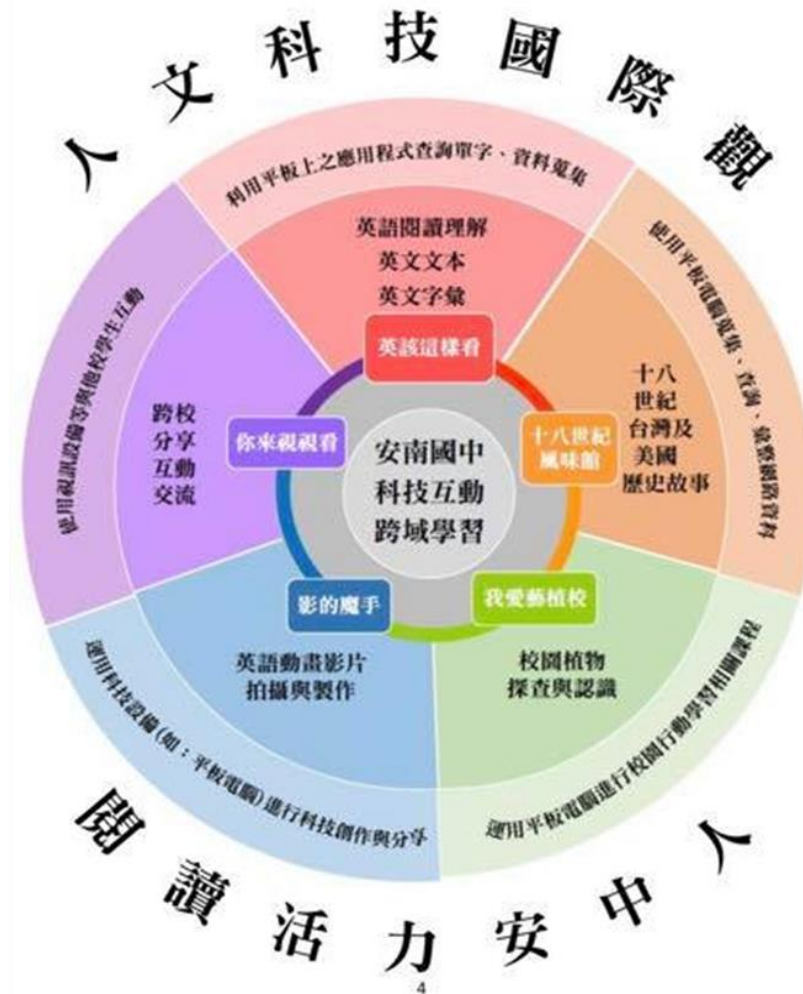 人文科技國際觀
利用平板上之應用程式查詢單字、資料蒐集
英語閱讀理解
英文文本
英文字彙
英該這樣看
使用平板電腦蒐集、查詢、彙整網路資料
十八
世紀
台灣及
美國
歷史故事
十八世紀
風味館
運用平板電腦進行校園行動學習相關課程
校園植物
探查與認識
我愛藝植校
運用科技設備(如：平板電腦)進行科技創作與分享
英語動畫影片
拍攝與製作
影的魔手
使用視訊設備等與他校學生互動
跨校
分享
互動
交流
你來視視看
安南國中
科技互動
跨域學習
閱讀活力安中人
4